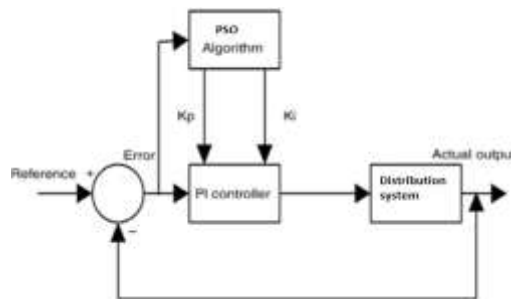 PSO
Algorithm
Kp
Ki
Error
Actual outpu
Reference
+
PI controller
Distribution
system
−